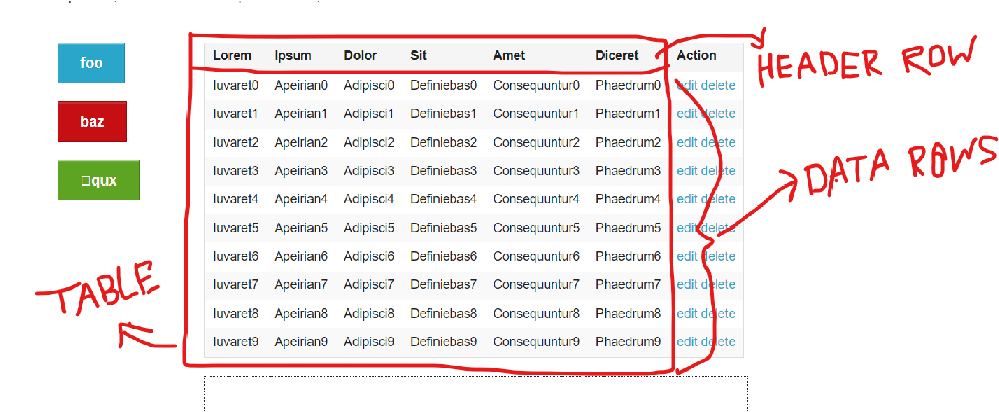 foo
baz
qux
Lorem Ipsum Dolor Sit Amet Diceret Action
Iuvaret0 Apeirian0 Adipisci0 Definiebas0 Consequuntur0 Phaedrum0 edit delete
Iuvaret1 Apeirian1 Adipisci1 Definiebas1 Consequuntur1 Phaedrum1 edit delete
Iuvaret2 Apeirian2 Adipisci2 Definiebas2 Consequuntur2 Phaedrum2 edit delete
Iuvaret3 Apeirian3 Adipisci3 Definiebas3 Consequuntur3 Phaedrum3 edit delete
Iuvaret4 Apeirian4 Adipisci4 Definiebas4 Consequuntur4 Phaedrum4 edit delete
Iuvaret5 Apeirian5 Adipisci5 Definiebas5 Consequuntur5 Phaedrum5 edit delete
Iuvaret6 Apeirian6 Adipisci6 Definiebas6 Consequuntur6 Phaedrum6 edit delete
Iuvaret7 Apeirian7 Adipisci7 Definiebas7 Consequuntur7 Phaedrum7 edit delete
Iuvaret8 Apeirian8 Adipisci8 Definiebas8 Consequuntur8 Phaedrum8 edit delete
Iuvaret9 Apeirian9 Adipisci9 Definiebas9 Consequuntur9 Phaedrum9 edit delete
HEADER ROW
DATA ROWS
TABLE